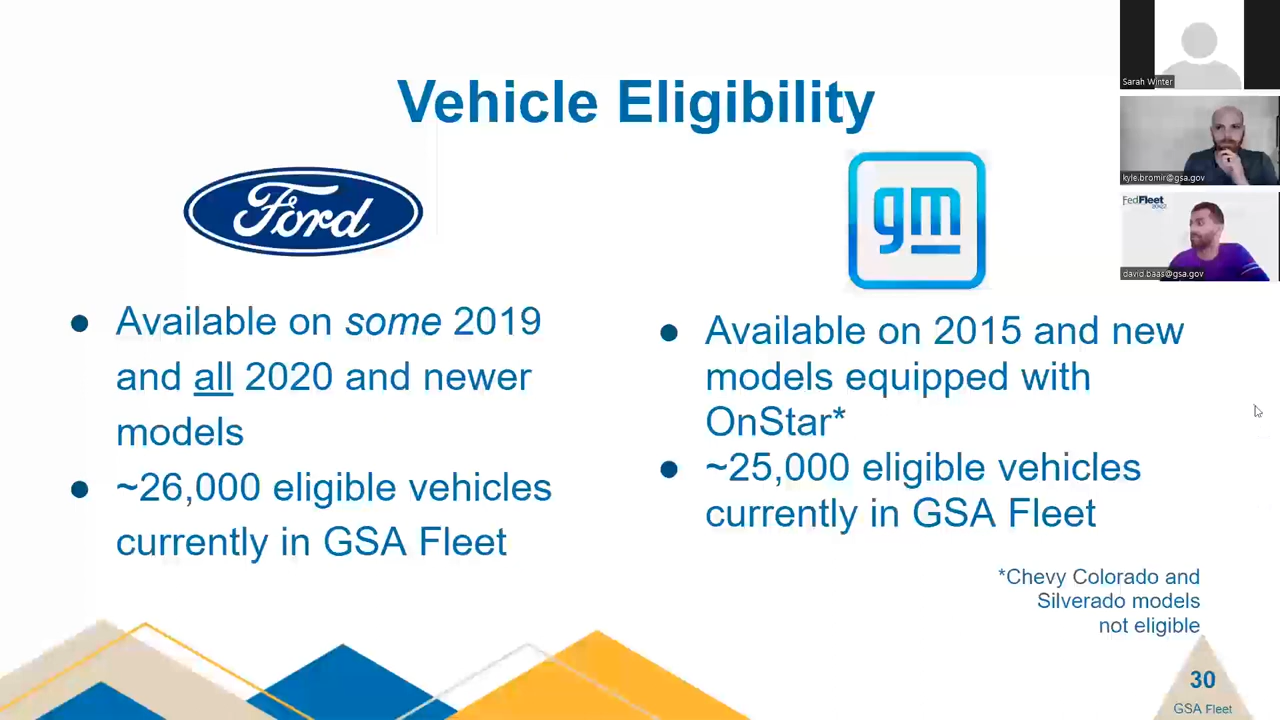 Vehicle Eligibility
Ford
● Available on some 2019
and all 2020 and newer
models
● ~26,000 eligible vehicles
currently in GSA Fleet
gm
● Available on 2015 and new
models equipped with
OnStar*
● ~25,000 eligible vehicles
currently in GSA Fleet
*Chevy Colorado and
Silverado models
not eligible
30
GSA Fleet
Sarah Winter
kyle.bromir@gsa.gov
FedFleet
david.baas@gsa.gov